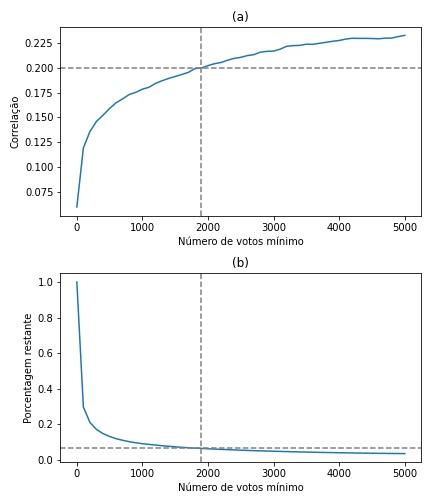 (a)
Correlação
0.225
0.200
0.175
0.150
0.125
0.100
0.075
0 1000 2000 3000 4000 5000
Número de votos mínimo
(b)
Porcentagem restante
1.0
0.8
0.6
0.4
0.2
0.0
0 1000 2000 3000 4000 5000
Número de votos mínimo